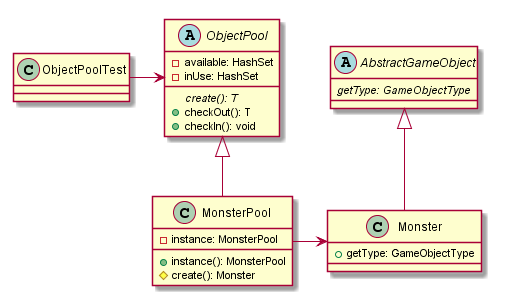 A ObjectPool
available: HashSet
inUse: HashSet
create(): T
checkOut(): T
checkIn(): void
C ObjectPoolTest
A AbstractGameObject
getType: GameObjectType
C MonsterPool
instance: MonsterPool
instance(): MonsterPool
create(): Monster
C Monster
getType: GameObjectType